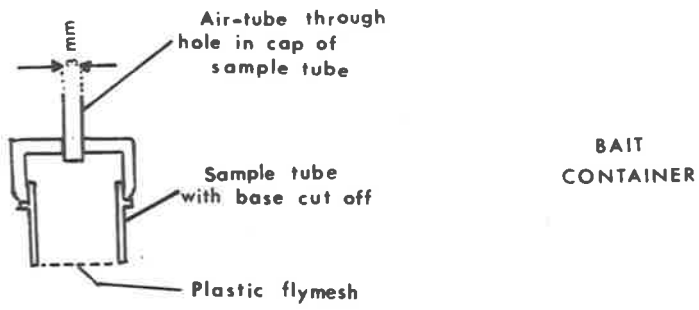 3 mm
Air-tube through
hole in cap of
sample tube
Sample tube
with base cut off
Plastic flymesh
BAIT
CONTAINER